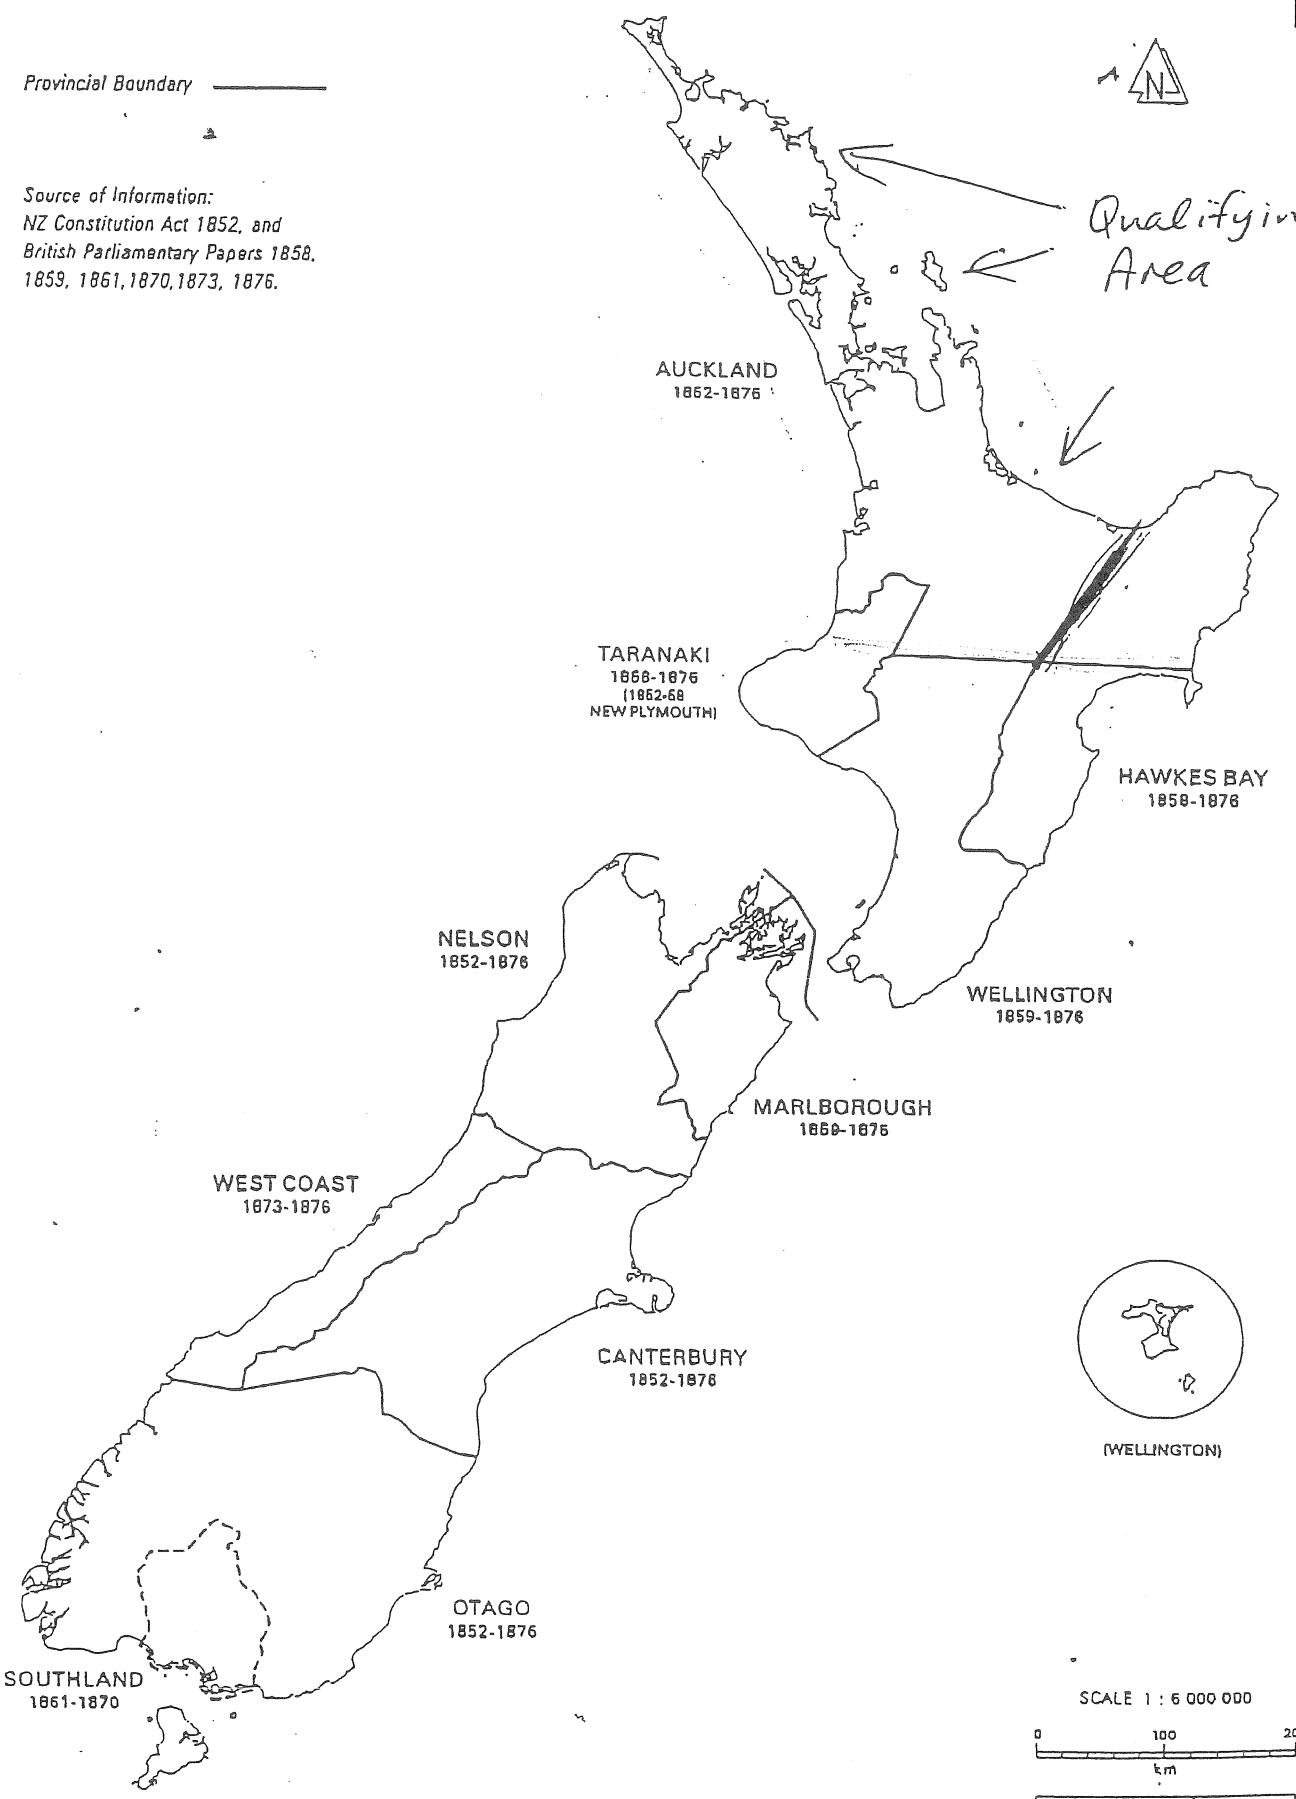 Provincial Boundary
Source of Information:
NZ Constitution Act 1852, and
British Parliamentary Papers 1858,
1859, 1861, 1870, 1873, 1876.
N
Qualifyin
Area
AUCKLAND
1852-1876
TARANAKI
1858-1876
(1852-58
NEW PLYMOUTH)
HAWKES BAY
1858-1876
NELSON
1852-1876
WELLINGTON
1859-1876
MARLBOROUGH
1859-1876
WEST COAST
1873-1876
CANTERBURY
1852-1876
(WELLINGTON)
OTAGO
1852-1876
SOUTHLAND
1861-1870
SCALE 1 : 6 000 000
0 100 20
km